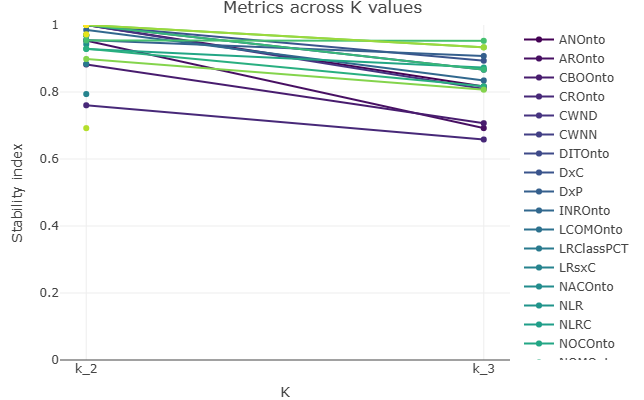 Metrics across K values
1
0.8
0.6
0.4
0.2
0
Stability index
k_2
k_3
K
ANOnto
AROnto
CBOOnto
CROnto
CWND
CWNN
DITOnto
DxC
DxP
INROnto
LCOMOnto
LRClassPCT
LRsxC
NACOnto
NLR
NLRC
NOCOnto